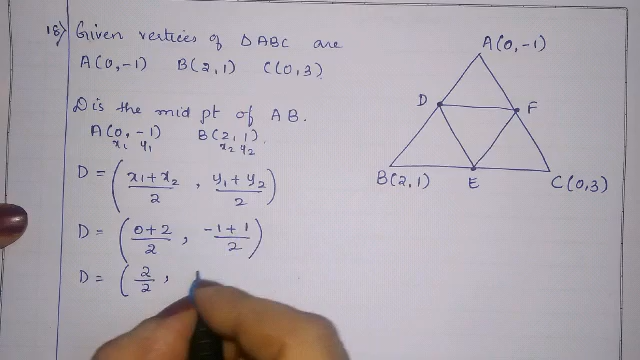 18) Given vertices of ΔABC are
A(0,-1) B(2,1) C(0,3)
D is the mid pt of AB.
A(0,-1) B(2,1)
x₁ y₁ x₂ y₂
D = (x₁+x₂/2 , y₁+y₂/2)
D = (0+2/2 , -1+1/2)
D = (2/2 ,
A(0,-1)
D F
B(2,1) E C(0,3)